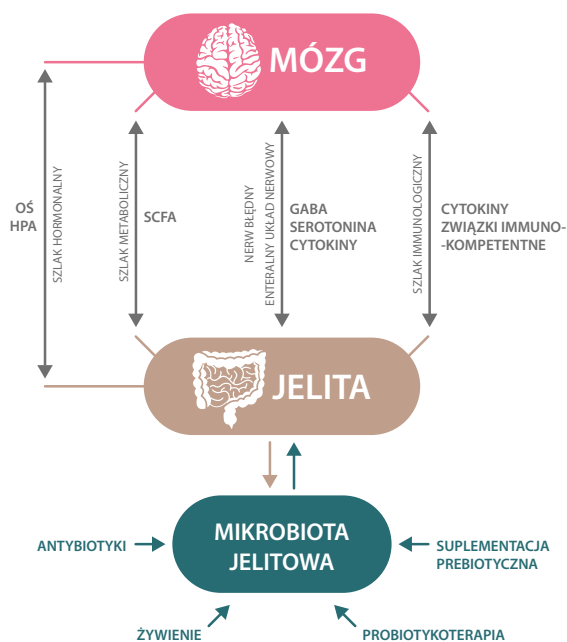 MÓZG
OŚ
HPA
SZLAK HORMONALNY
SZLAK METABOLICZNY
SCFA
NERW BŁĘDNY
ENTERALNY UKŁAD NERWOWY
GABA
SEROTONINA
CYTOKINY
SZLAK IMMUNOLOGICZNY
CYTOKINY
ZWIĄZKI IMMUNO-
-KOMPETENTNE
JELITA
MIKROBIOTA
JELITOWA
ANTYBIOTYKI
SUPLEMENTACJA
PREBIOTYCZNA
ŻYWIENIE
PROBIOTYKOTERAPIA